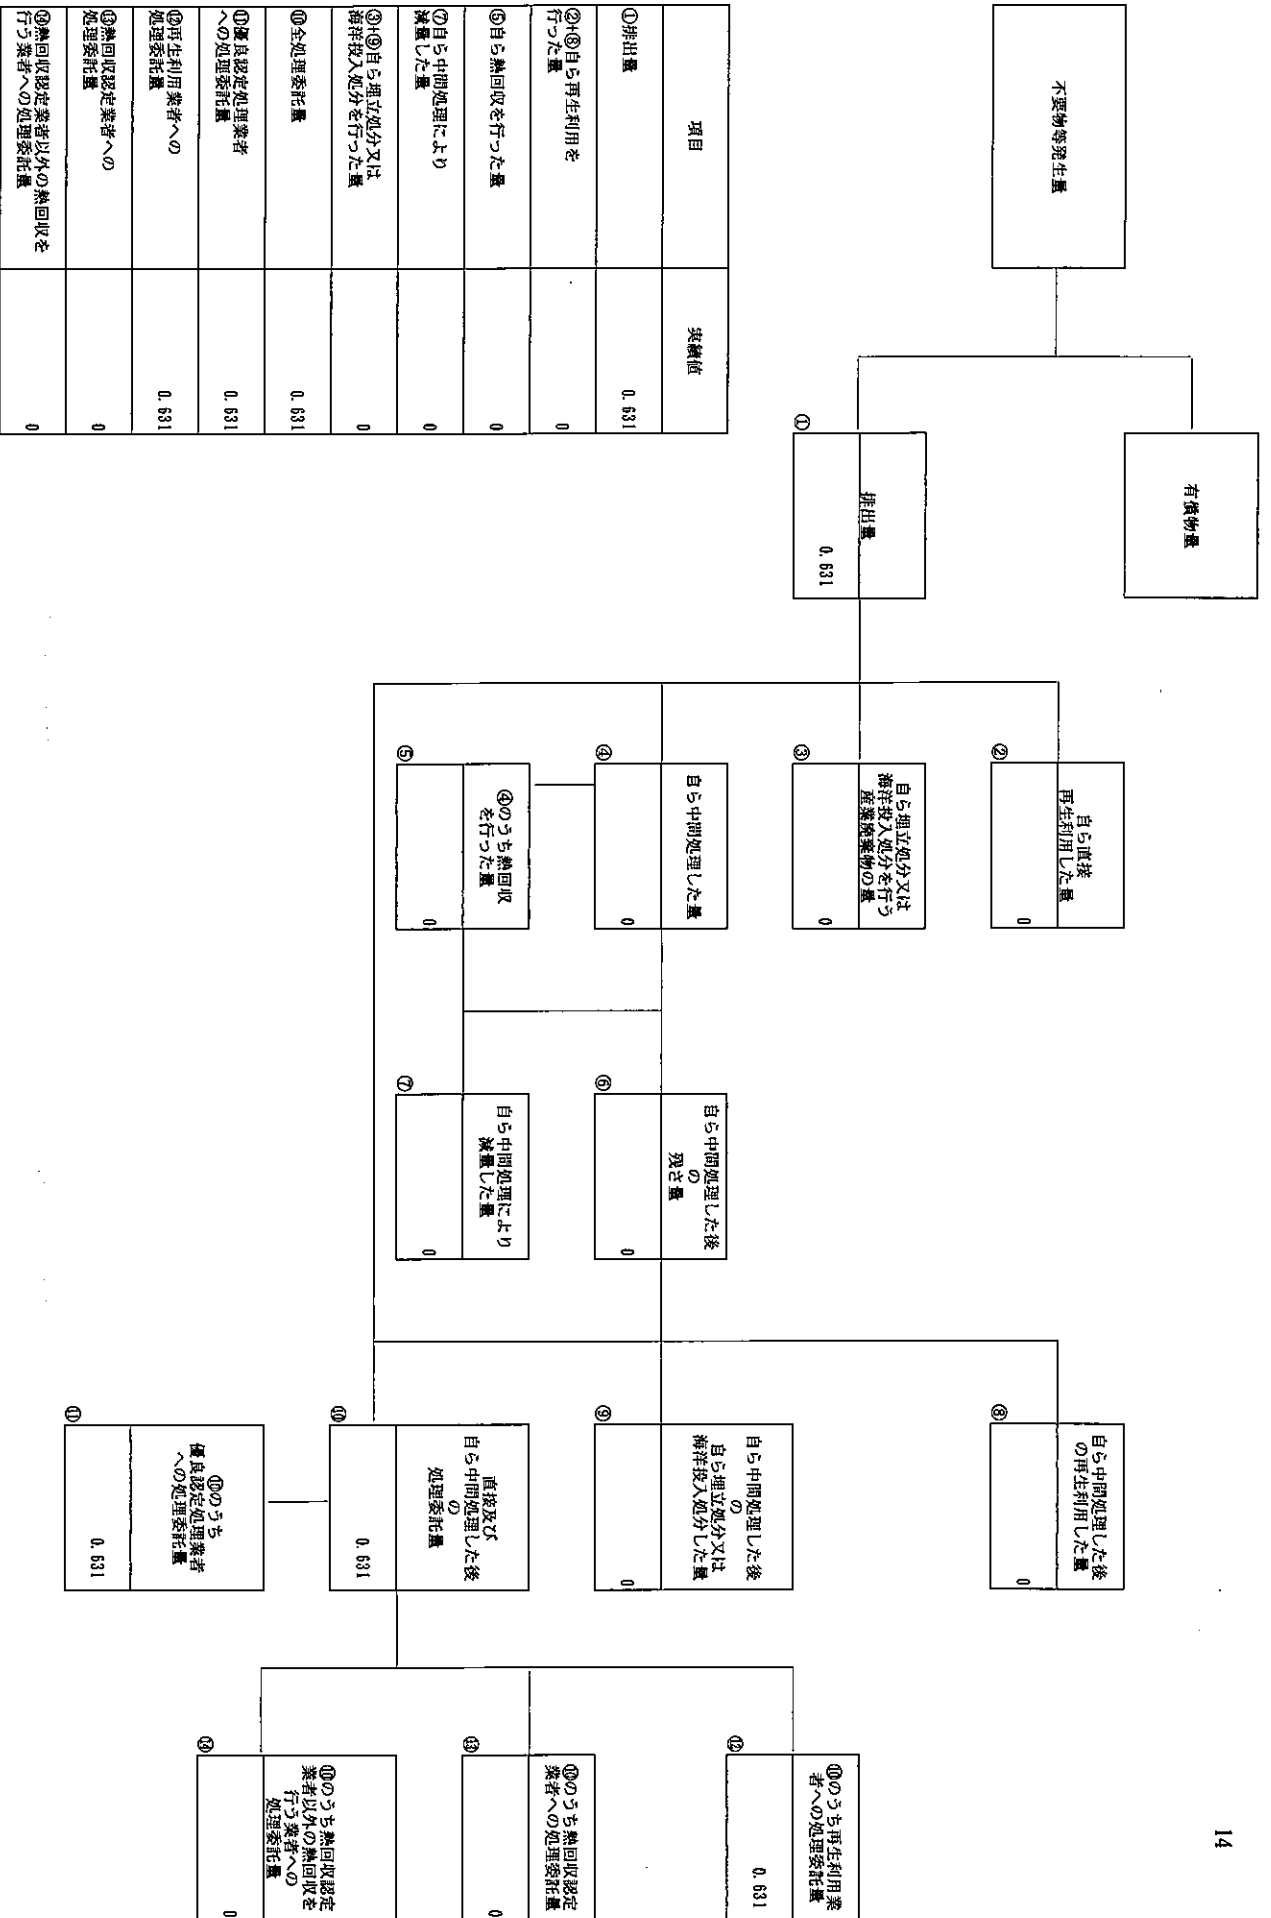 14
不要物等発生量
有償物量
①
排出量
0.631
②
自ら直接
再生利用した量
0
③
自ら埋立処分又は
海洋投入処分を行う
産業廃棄物の量
0
④
自ら中間処理した量
0
⑤
④のうち熱回収
を行った量
0
⑥
自ら中間処理した後
の
残さ量
0
⑦
自ら中間処理により
減量した量
0
⑧
自ら中間処理した後
の再生利用した量
0
⑨
自ら中間処理した後
の
自ら埋立処分又は
海洋投入処分した量
0
⑩
直接及び
自ら中間処理した後
の
処理委託量
0.631
⑪
⑩のうち
優良認定処理業者
への処理委託量
0.631
⑫
⑩のうち再生利用業
者への処理委託量
0.631
⑬
⑩のうち熱回収認定
業者への処理委託量
0
⑭
⑩のうち熱回収認定
業者以外の熱回収を
行う業者への
処理委託量
0
項目
実績値
①排出量
0.631
②+⑧自ら再生利用を
行った量
0
⑤自ら熱回収を行った量
0
⑦自ら中間処理により
減量した量
0
③+⑨自ら埋立処分又は
海洋投入処分を行った量
0
⑩全処理委託量
0.631
⑪優良認定処理業者
への処理委託量
0.631
⑫再生利用業者への
処理委託量
0.631
⑬熱回収認定業者への
処理委託量
0
⑭熱回収認定業者以外の熱回収を
行う業者への処理委託量
0